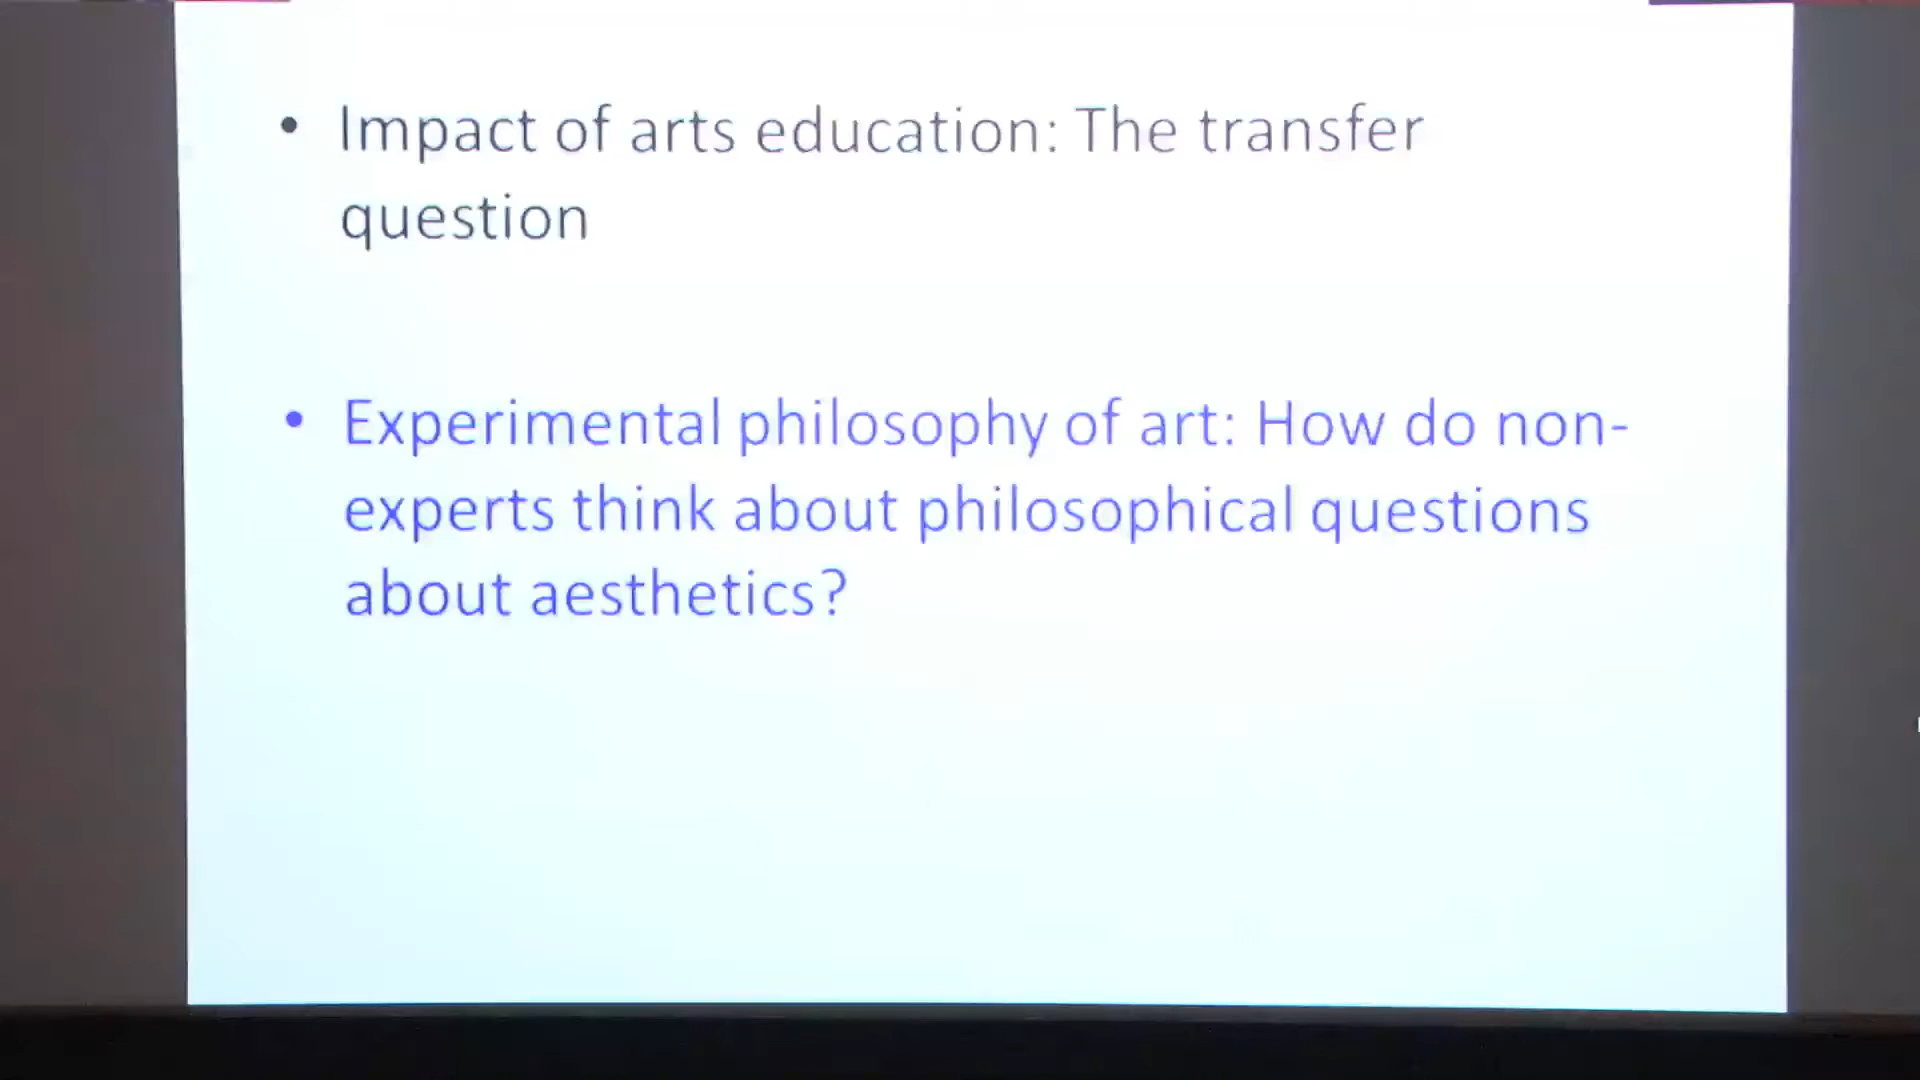 • Impact of arts education: The transfer
question
• Experimental philosophy of art: How do non-
experts think about philosophical questions
about aesthetics?